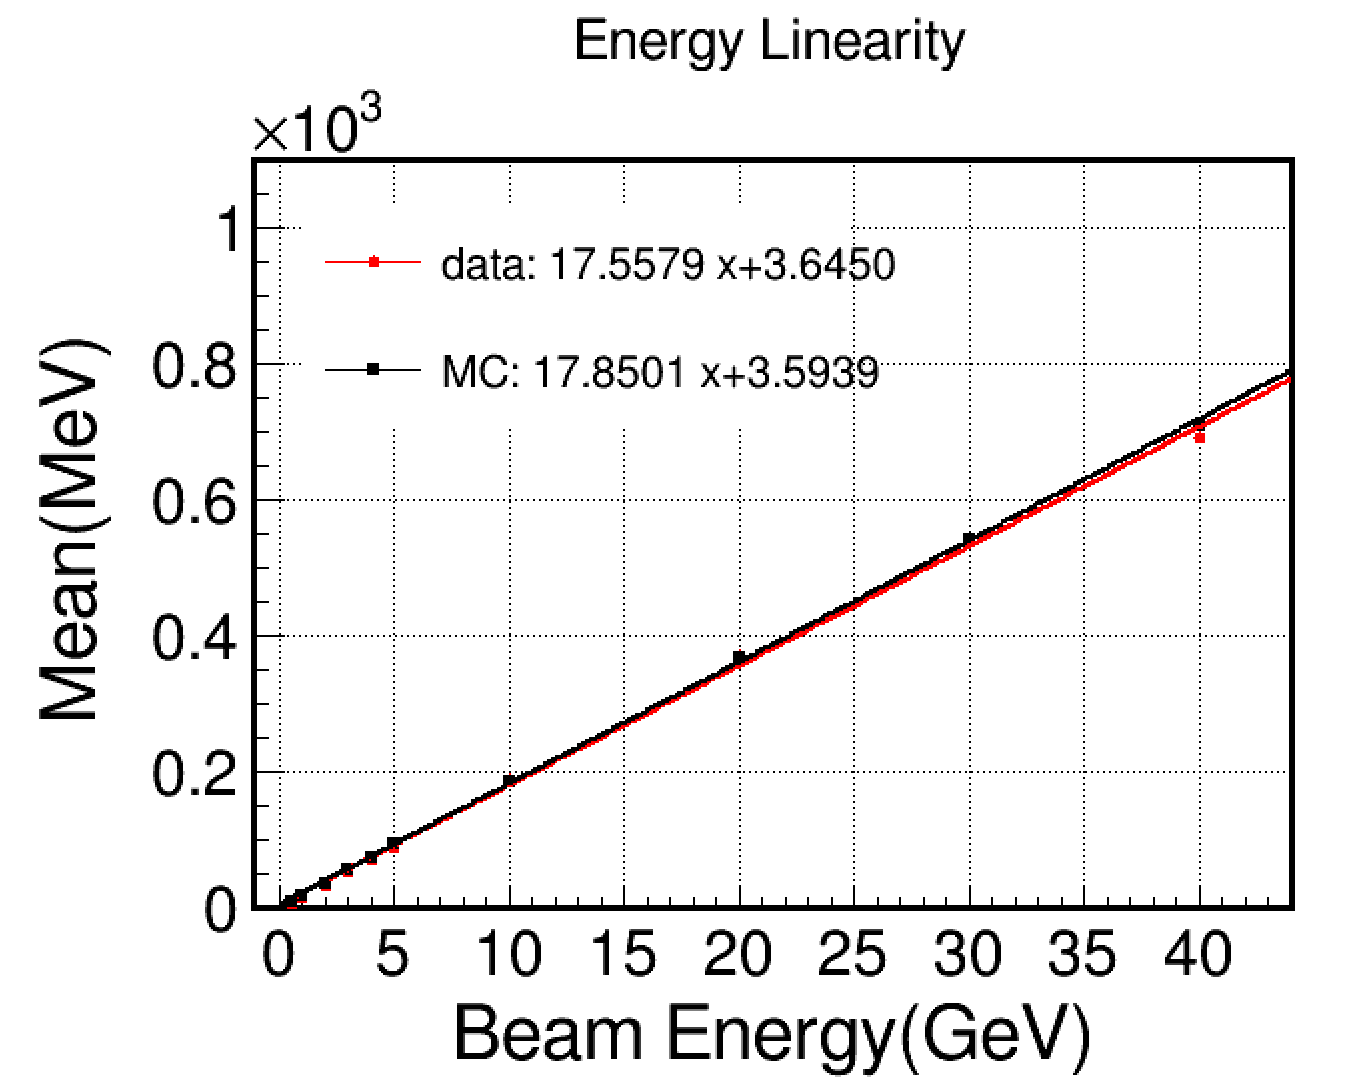 Energy Linearity
×10³
1
0.8
0.6
0.4
0.2
0
data: 17.5579 x+3.6450
MC: 17.8501 x+3.5939
Mean(MeV)
0 5 10 15 20 25 30 35 40
Beam Energy(GeV)